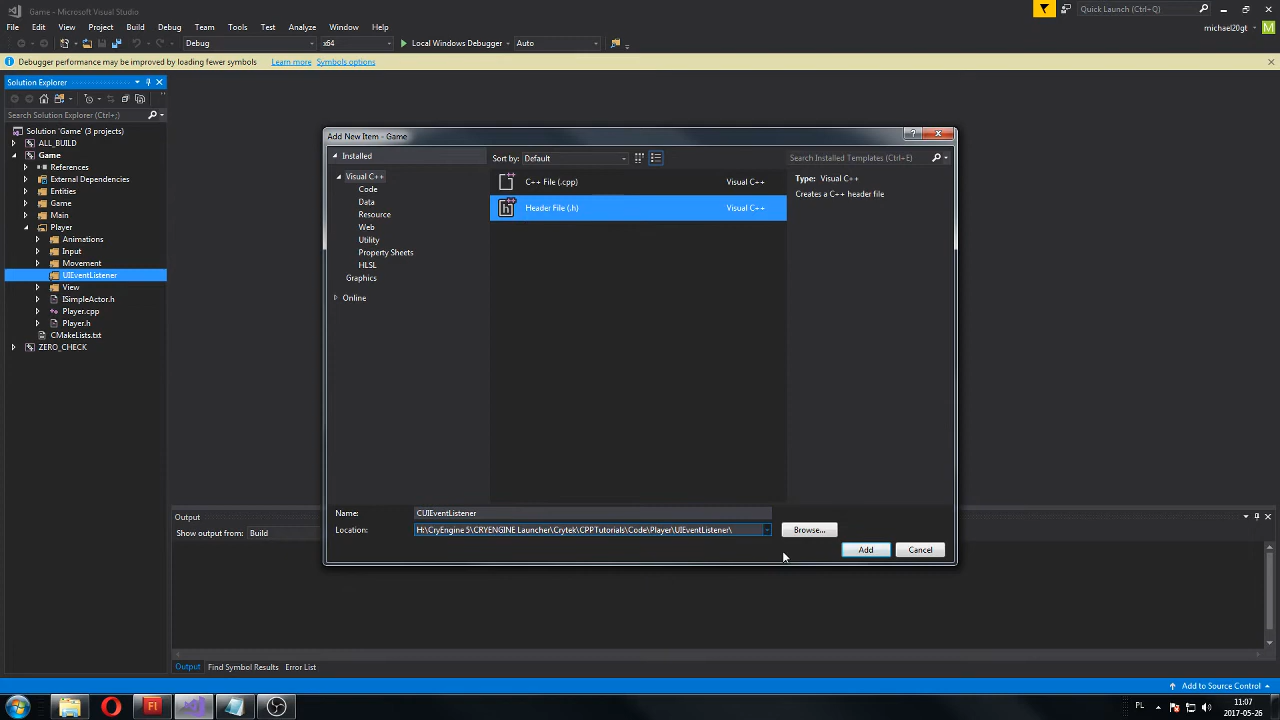 Game - Microsoft Visual Studio
Quick Launch (Ctrl+Q)
File Edit View Project Build Debug Team Tools Test Analyze Window Help
michael20gt M
Debug x64 Local Windows Debugger Auto
Debugger performance may be improved by loading fewer symbols Learn more Symbols options
Solution Explorer
Search Solution Explorer (Ctrl+;)
Solution 'Game' (3 projects)
ALL_BUILD
Game
References
External Dependencies
Entities
Game
Main
Player
Animations
Input
Movement
UIEventListener
View
ISimpleActor.h
Player.cpp
Player.h
CMakeLists.txt
ZERO_CHECK
Add New Item - Game
Installed
Sort by: Default
Search Installed Templates (Ctrl+E)
Visual C++
Code
Data
Resource
Web
Utility
Property Sheets
HLSL
Graphics
Online
C++ File (.cpp) Visual C++
Header File (.h) Visual C++
Type: Visual C++
Creates a C++ header file
Name: CUIEventListener
Location: H:\CryEngine 5\CRYENGINE Launcher\Crytek\CPPTutorials\Code\Player\UIEventListener\
Browse...
Add Cancel
Output
Show output from: Build
Output Find Symbol Results Error List
Add to Source Control
Fl
PL
11:07
2017-05-26